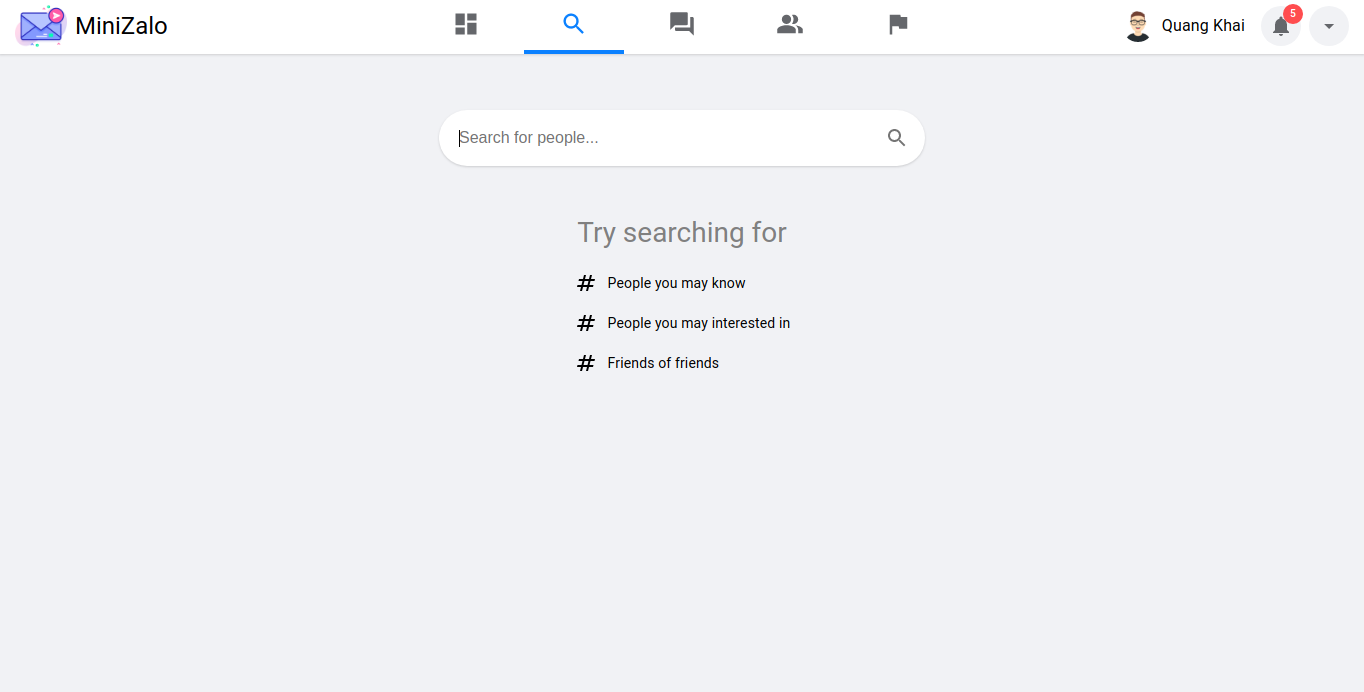 MiniZalo
Quang Khai
5
Search for people...
Try searching for
# People you may know
# People you may interested in
# Friends of friends